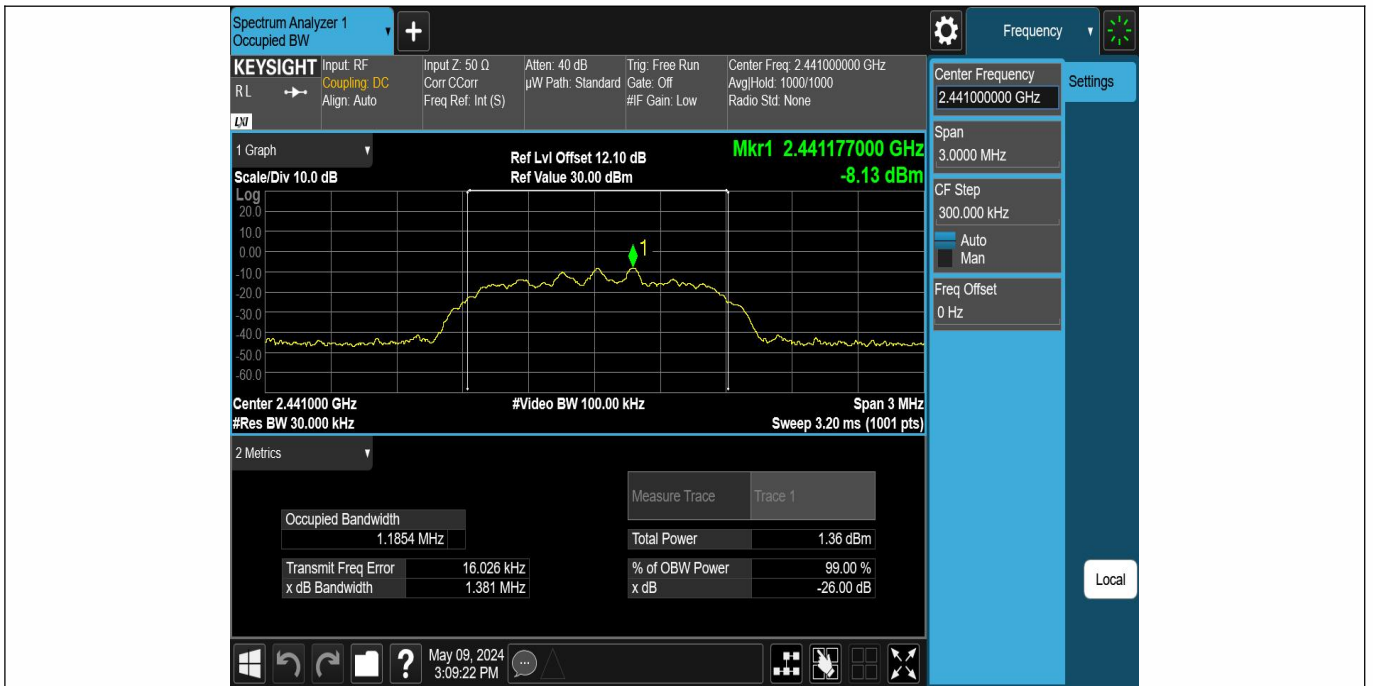 Spectrum Analyzer 1
Occupied BW
+
Frequency
KEYSIGHT
RL
LXI
Input: RF
Coupling: DC
Align: Auto
Input Z: 50 Ω
Corr CCorr
Freq Ref: Int (S)
Atten: 40 dB
µW Path: Standard
Trig: Free Run
Gate: Off
#IF Gain: Low
Center Freq: 2.441000000 GHz
Avg|Hold: 1000/1000
Radio Std: None
Center Frequency
2.441000000 GHz
Settings
Span
3.0000 MHz
CF Step
300.000 kHz
Auto
Man
Freq Offset
0 Hz
Local
1 Graph
Scale/Div 10.0 dB
Ref Lvl Offset 12.10 dB
Ref Value 30.00 dBm
Mkr1 2.441177000 GHz
-8.13 dBm
Log
20.0
10.0
0.00
-10.0
-20.0
-30.0
-40.0
-50.0
-60.0
1
Center 2.441000 GHz
#Video BW 100.00 kHz
Span 3 MHz
#Res BW 30.000 kHz
Sweep 3.20 ms (1001 pts)
2 Metrics
Measure Trace
Trace 1
Occupied Bandwidth
1.1854 MHz
Total Power
1.36 dBm
Transmit Freq Error
16.026 kHz
% of OBW Power
99.00 %
x dB Bandwidth
1.381 MHz
x dB
-26.00 dB
?
May 09, 2024
3:09:22 PM